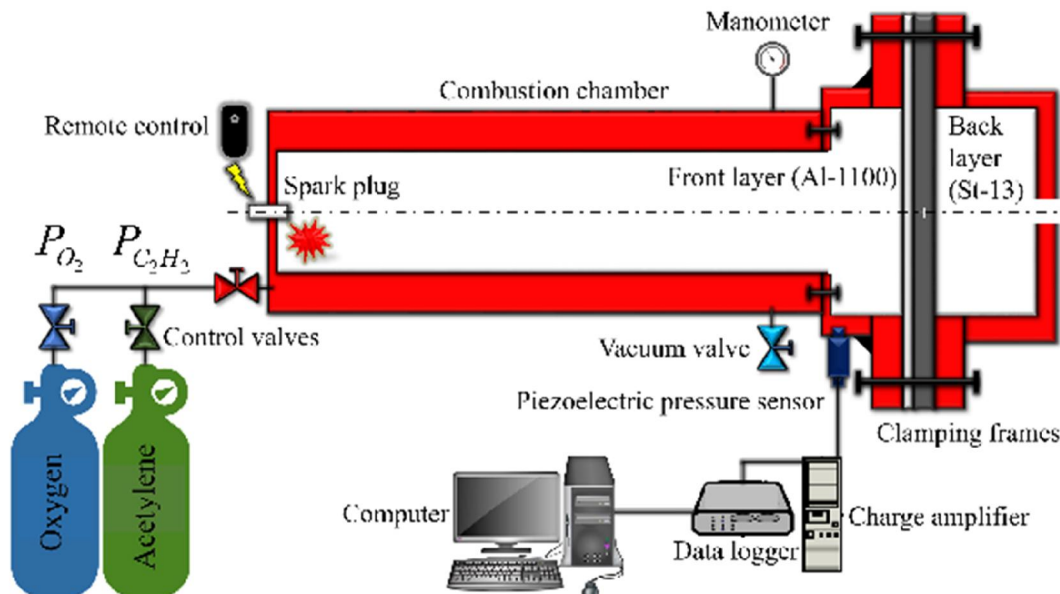 Manometer
Combustion chamber
Remote control
Back
layer
(St-13)
Front layer (Al-1100)
Spark plug
P_{O_2}
P_{C_2H_2}
Control valves
Vacuum valve
Piezoelectric pressure sensor
Clamping frames
Oxygen
Acetylene
Computer
Data logger
Charge amplifier